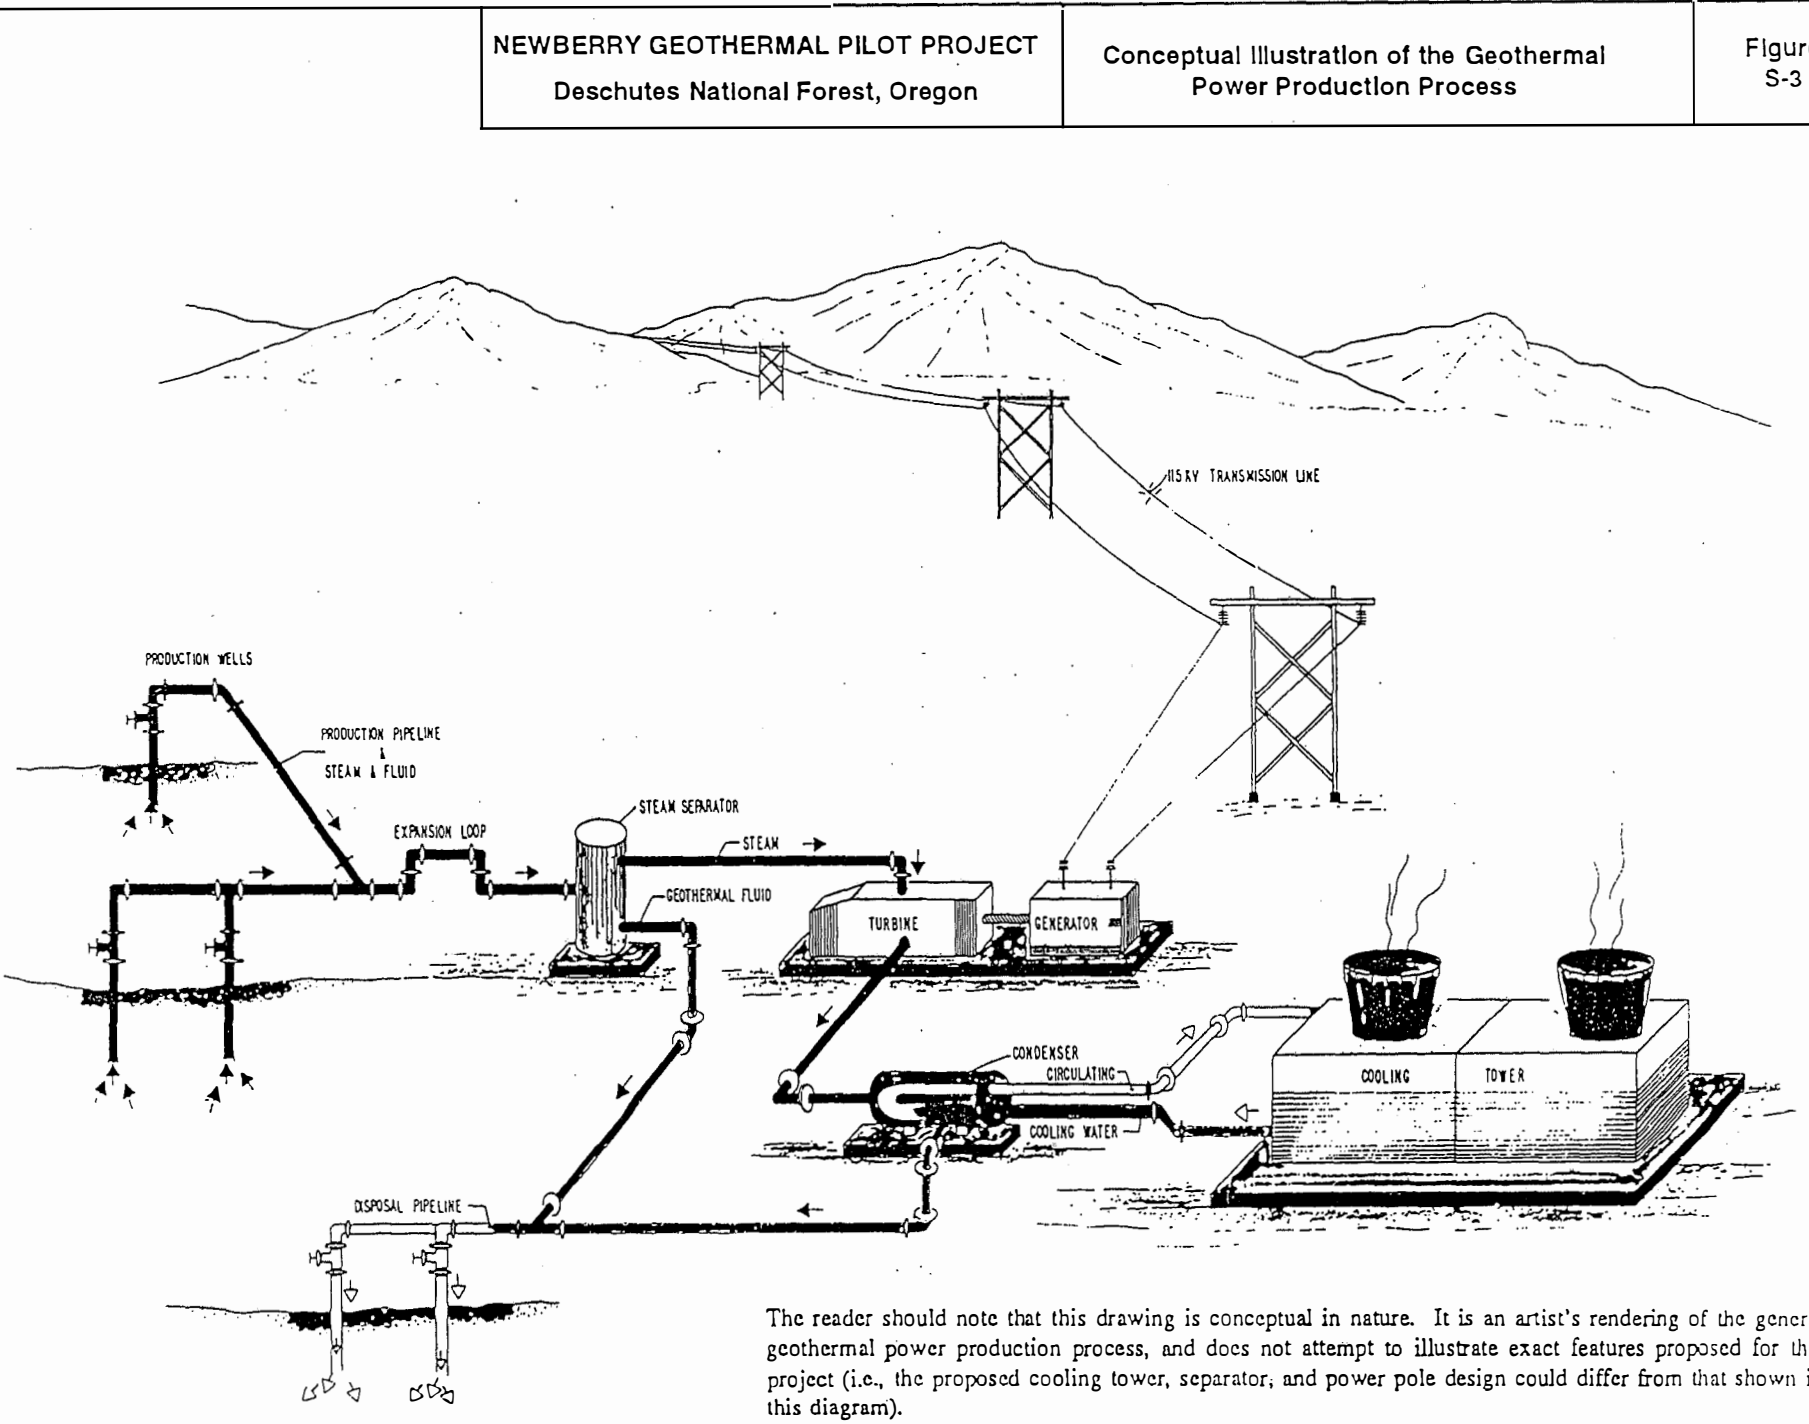 NEWBERRY GEOTHERMAL PILOT PROJECT
Deschutes National Forest, Oregon
Conceptual Illustration of the Geothermal
Power Production Process
Figure
S-3
115 KV TRANSMISSION LINE
PRODUCTION WELLS
PRODUCTION PIPELINE
&
STEAM & FLUID
EXPANSION LOOP
STEAM SEPARATOR
STEAM
GEOTHERMAL FLUID
TURBINE
GENERATOR
CONDENSER
CIRCULATING
COOLING WATER
COOLING TOWER
DISPOSAL PIPELINE
The reader should note that this drawing is conceptual in nature. It is an artist's rendering of the gener
geothermal power production process, and does not attempt to illustrate exact features proposed for th
project (i.e., the proposed cooling tower, separator, and power pole design could differ from that shown i
this diagram).